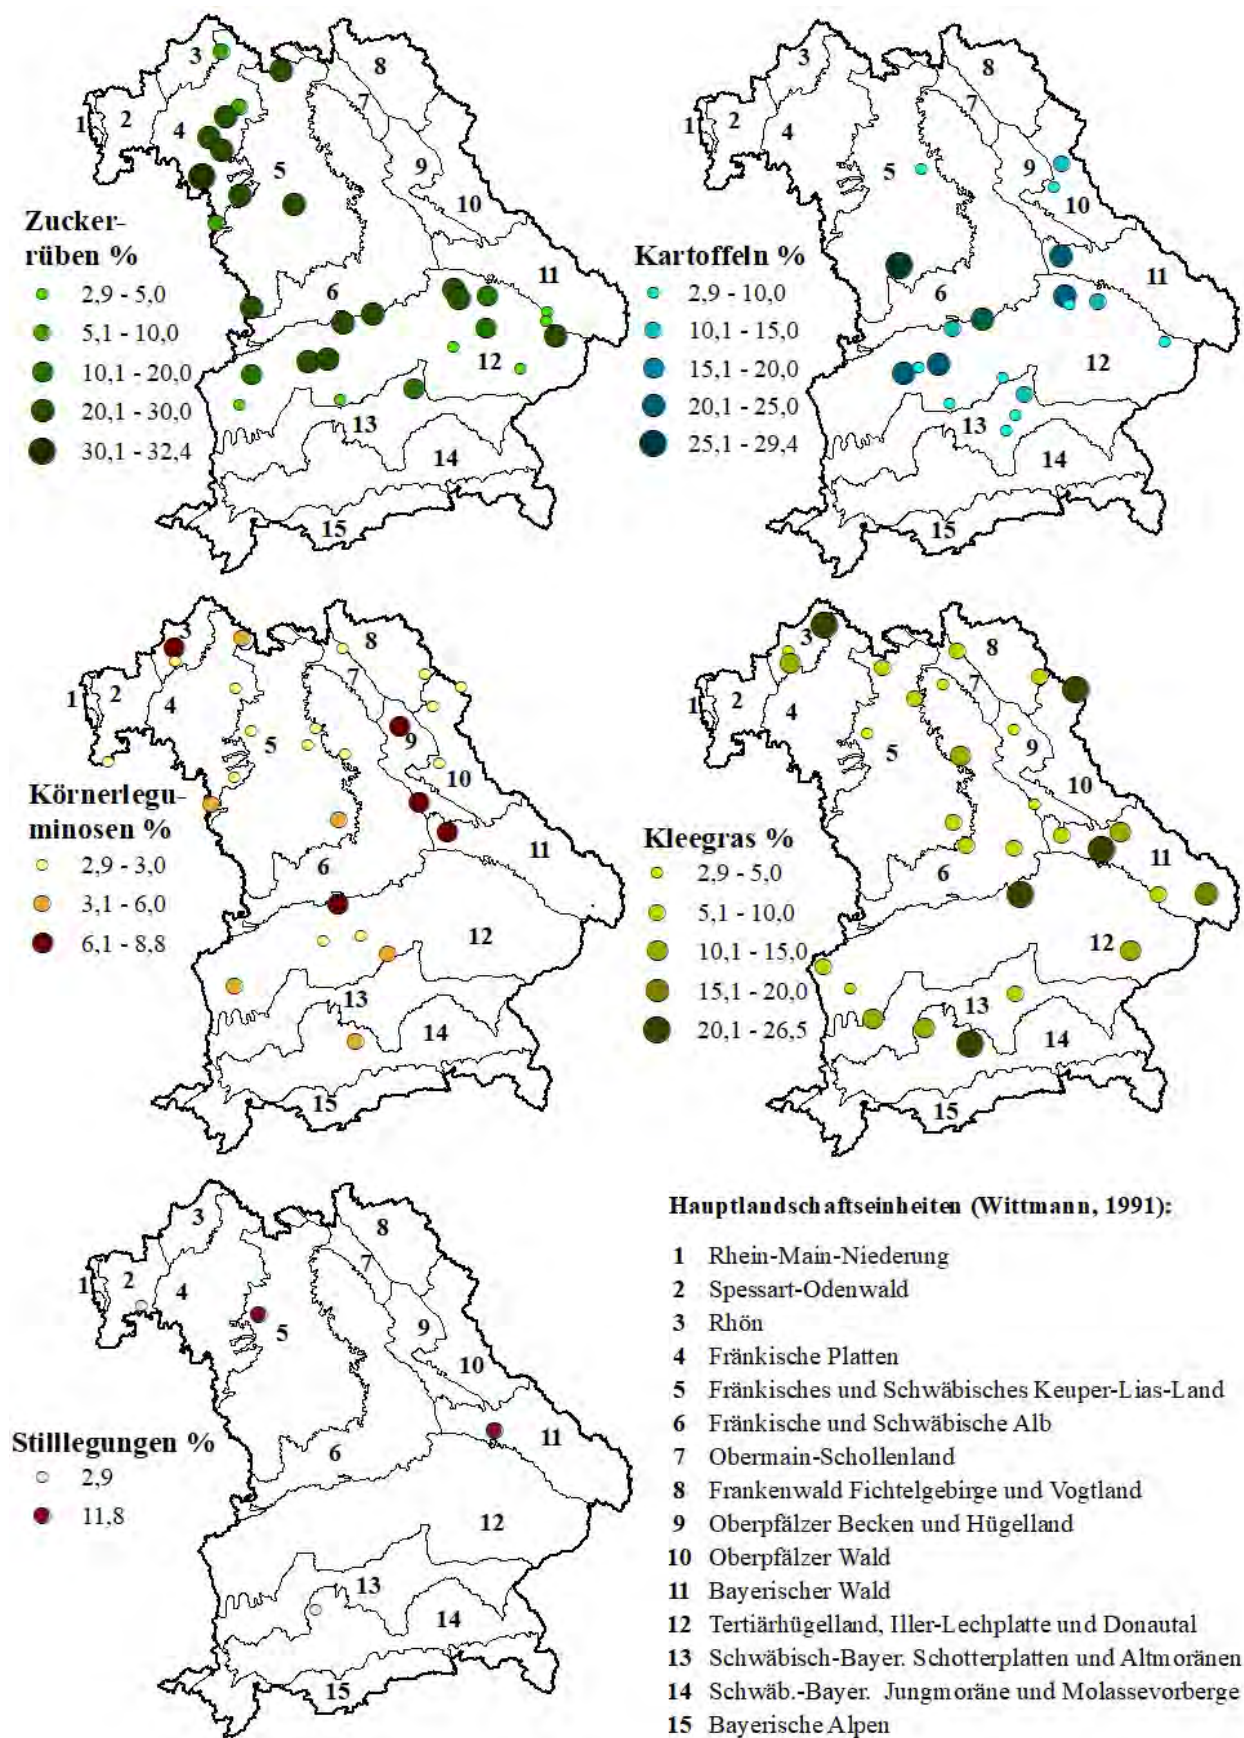 3
8
7
1
2
4
5
9
10
Zucker-
rüben %
2,9 - 5,0
5,1 - 10,0
10,1 - 20,0
20,1 - 30,0
30,1 - 32,4
11
6
12
13
14
15
3
8
7
1
2
4
5
9
10
Kartoffeln %
2,9 - 10,0
10,1 - 15,0
15,1 - 20,0
20,1 - 25,0
25,1 - 29,4
11
6
12
13
14
15
3
8
7
1
2
4
5
9
10
Körnerlegu-
minosen %
2,9 - 3,0
3,1 - 6,0
6,1 - 8,8
11
6
12
13
14
15
3
8
7
1
2
4
5
9
10
Kleegras %
2,9 - 5,0
5,1 - 10,0
10,1 - 15,0
15,1 - 20,0
20,1 - 26,5
11
6
12
13
14
15
3
8
7
1
2
4
5
9
10
Stilllegungen %
2,9
11,8
11
6
12
13
14
15
Hauptlandschaftseinheiten (Wittmann, 1991):
1 Rhein-Main-Niederung
2 Spessart-Odenwald
3 Rhön
4 Fränkische Platten
5 Fränkisches und Schwäbisches Keuper-Lias-Land
6 Fränkische und Schwäbische Alb
7 Obermain-Schollenland
8 Frankenwald Fichtelgebirge und Vogtland
9 Oberpfälzer Becken und Hügelland
10 Oberpfälzer Wald
11 Bayerischer Wald
12 Tertiärhügelland, Iller-Lechplatte und Donautal
13 Schwäbisch-Bayer. Schotterplatten und Altmoränen
14 Schwäb.-Bayer. Jungmoräne und Molassevorberge
15 Bayerische Alpen